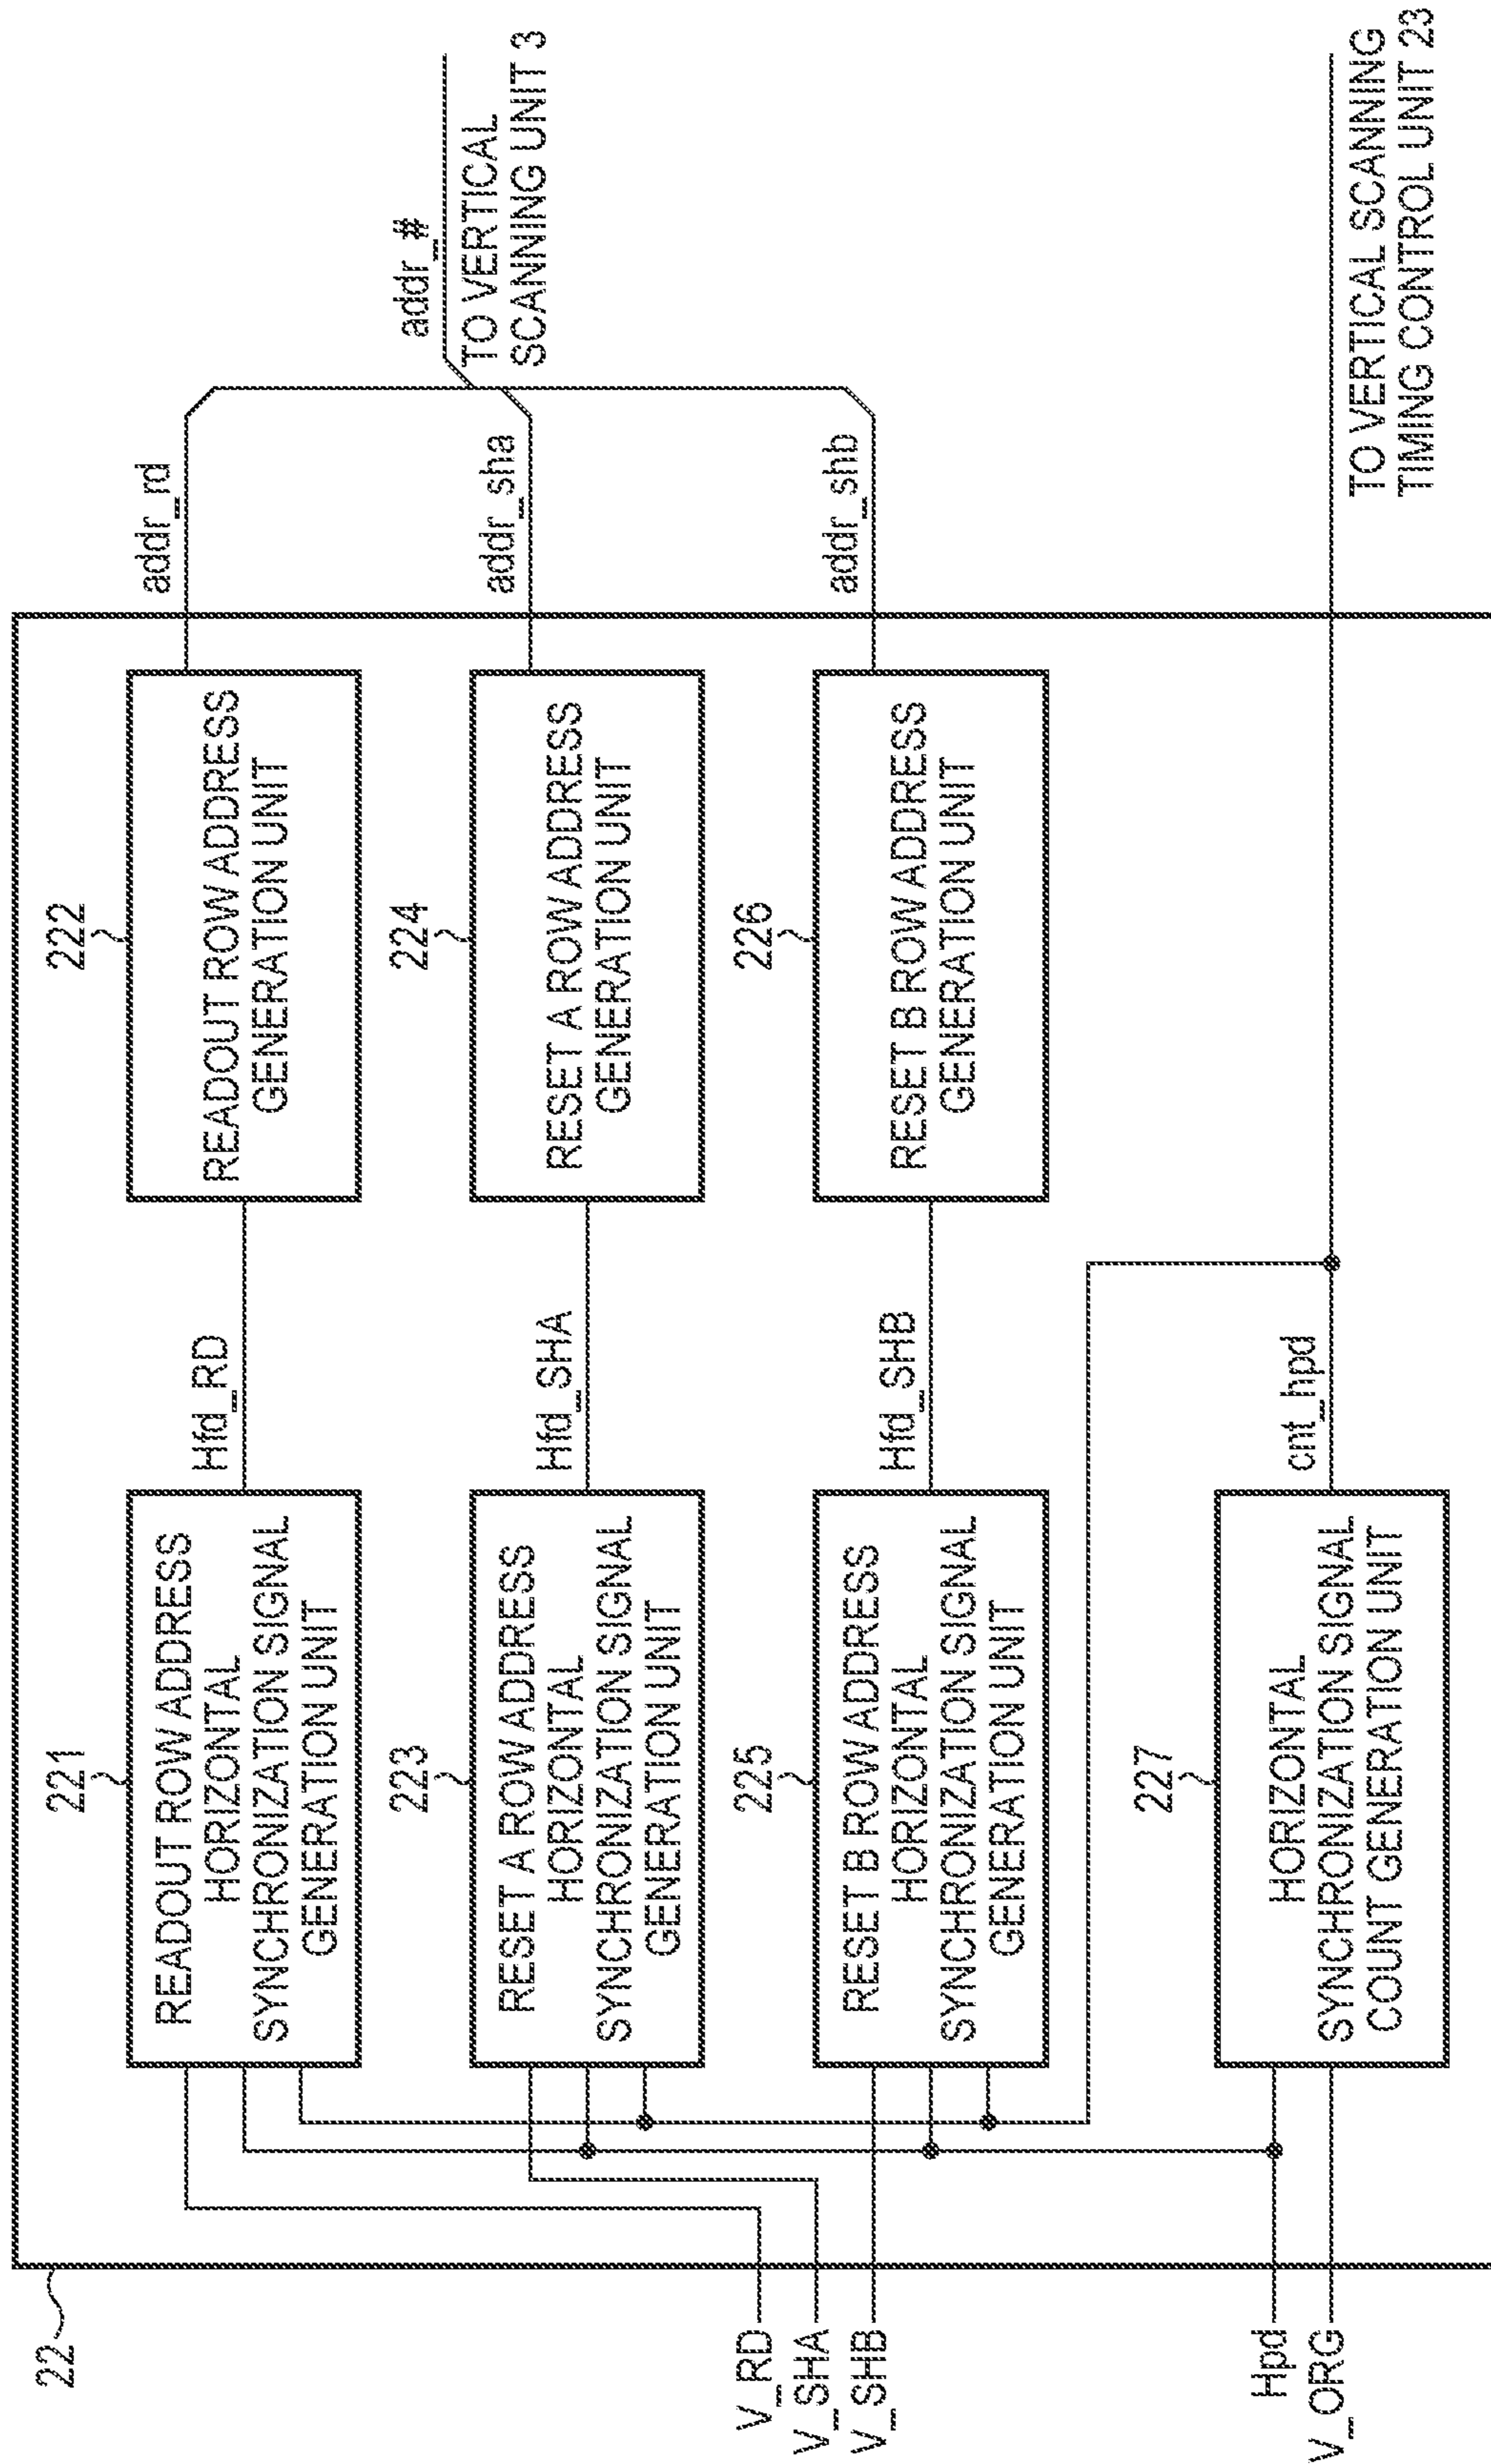 22
221
READOUT ROW ADDRESS
HORIZONTAL
SYNCHRONIZATION SIGNAL
GENERATION UNIT
Hfd_RD
222
READOUT ROW ADDRESS
GENERATION UNIT
addr_rd
223
RESET A ROW ADDRESS
HORIZONTAL
SYNCHRONIZATION SIGNAL
GENERATION UNIT
Hfd_SHA
224
RESET A ROW ADDRESS
GENERATION UNIT
addr_sha
addr_#
TO VERTICAL
SCANNING UNIT 3
V_RD
V_SHA
V_SHB
225
RESET B ROW ADDRESS
HORIZONTAL
SYNCHRONIZATION SIGNAL
GENERATION UNIT
Hfd_SHB
226
RESET B ROW ADDRESS
GENERATION UNIT
addr_shb
Hpd
V_ORG
227
HORIZONTAL
SYNCHRONIZATION SIGNAL
COUNT GENERATION UNIT
cnt_hpd
TO VERTICAL SCANNING
TIMING CONTROL UNIT 23